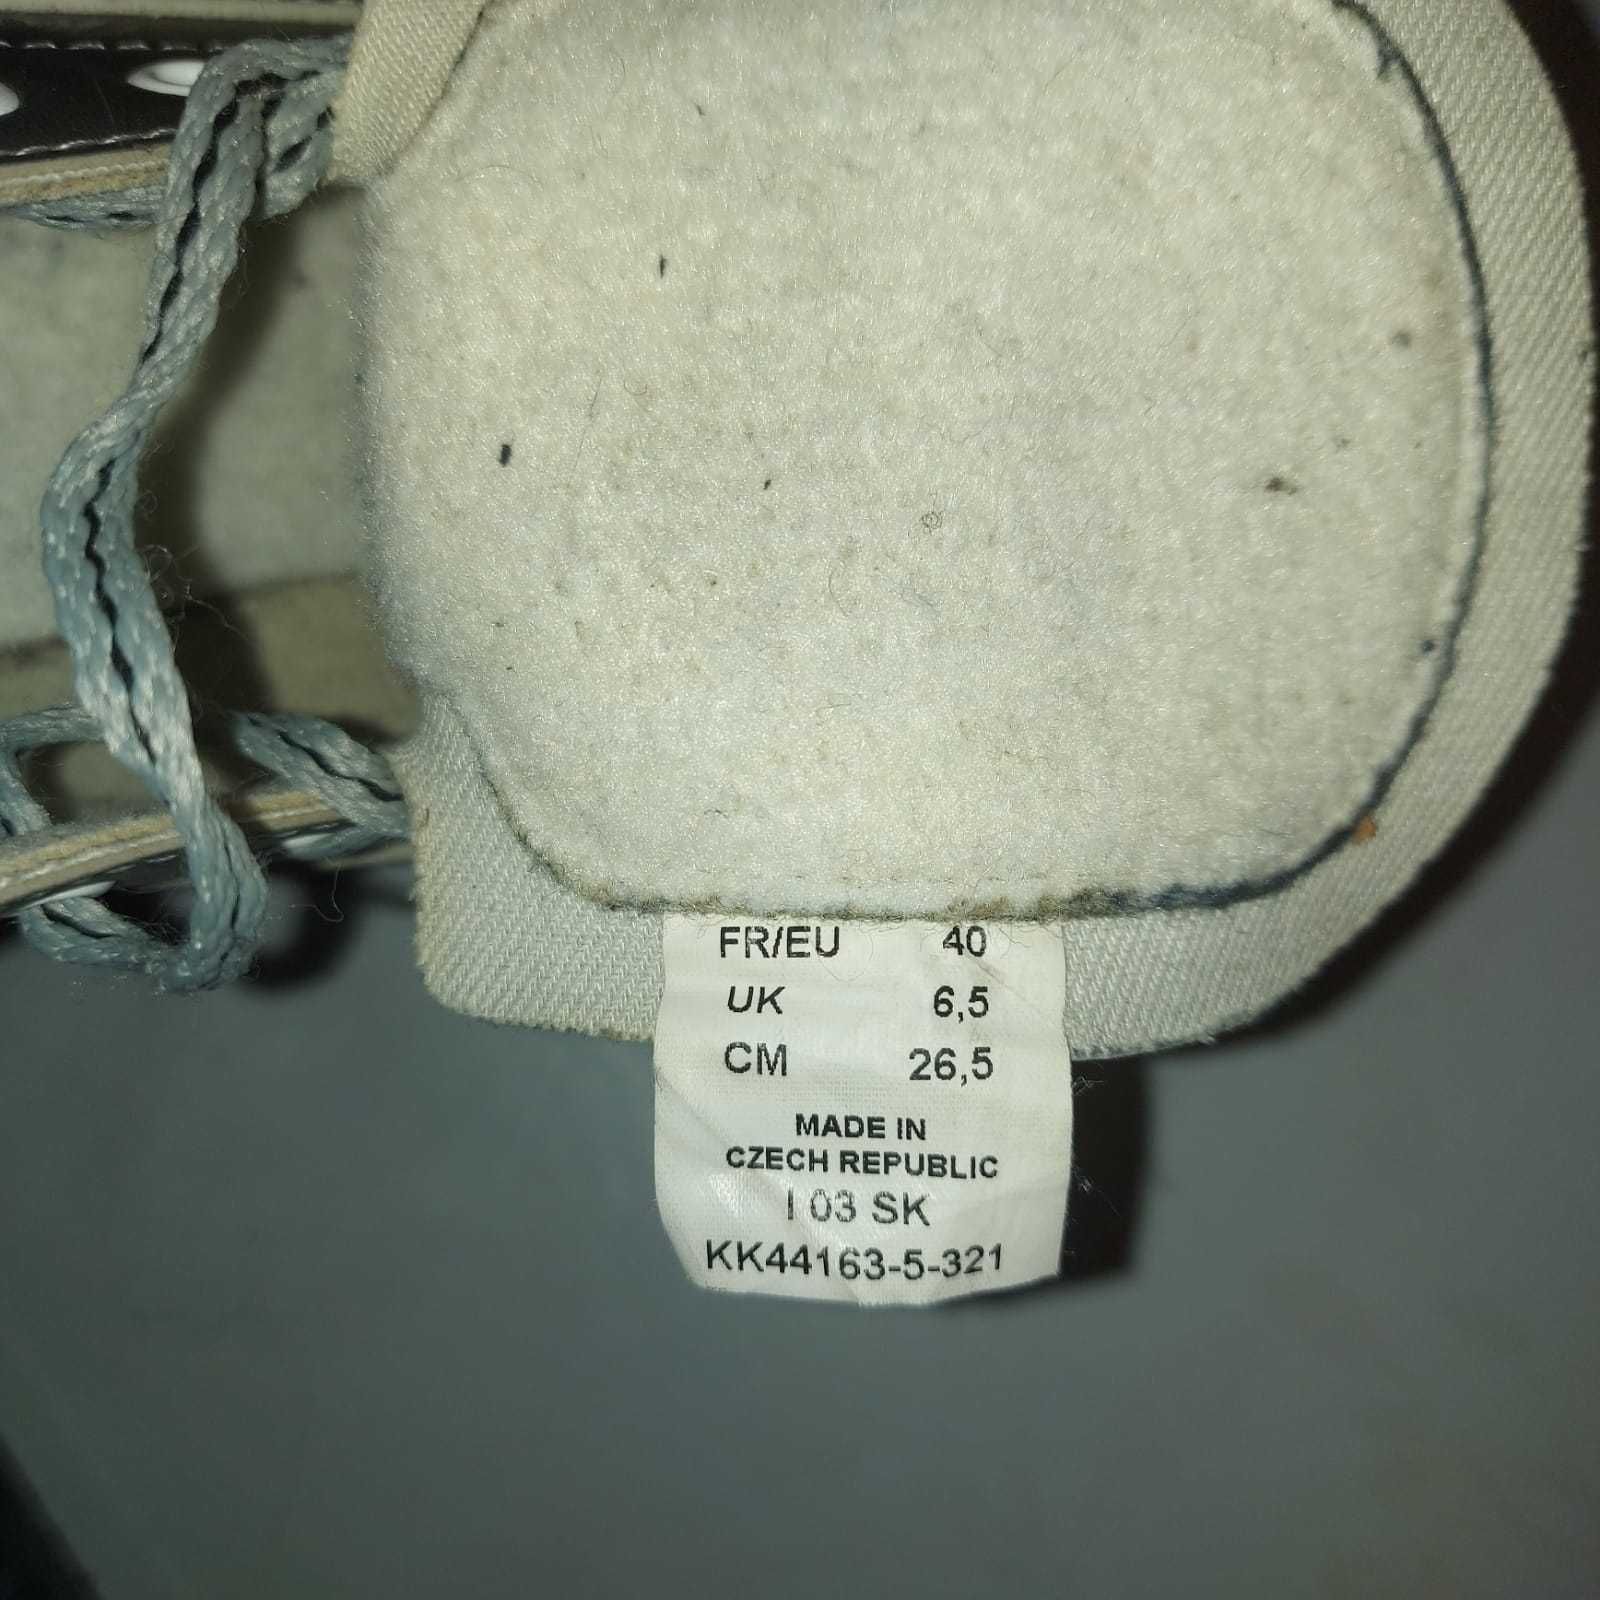 FR/EU 40
UK 6,5
CM 26,5
MADE IN
CZECH REPUBLIC
I 03 SK
KK44163-5-321